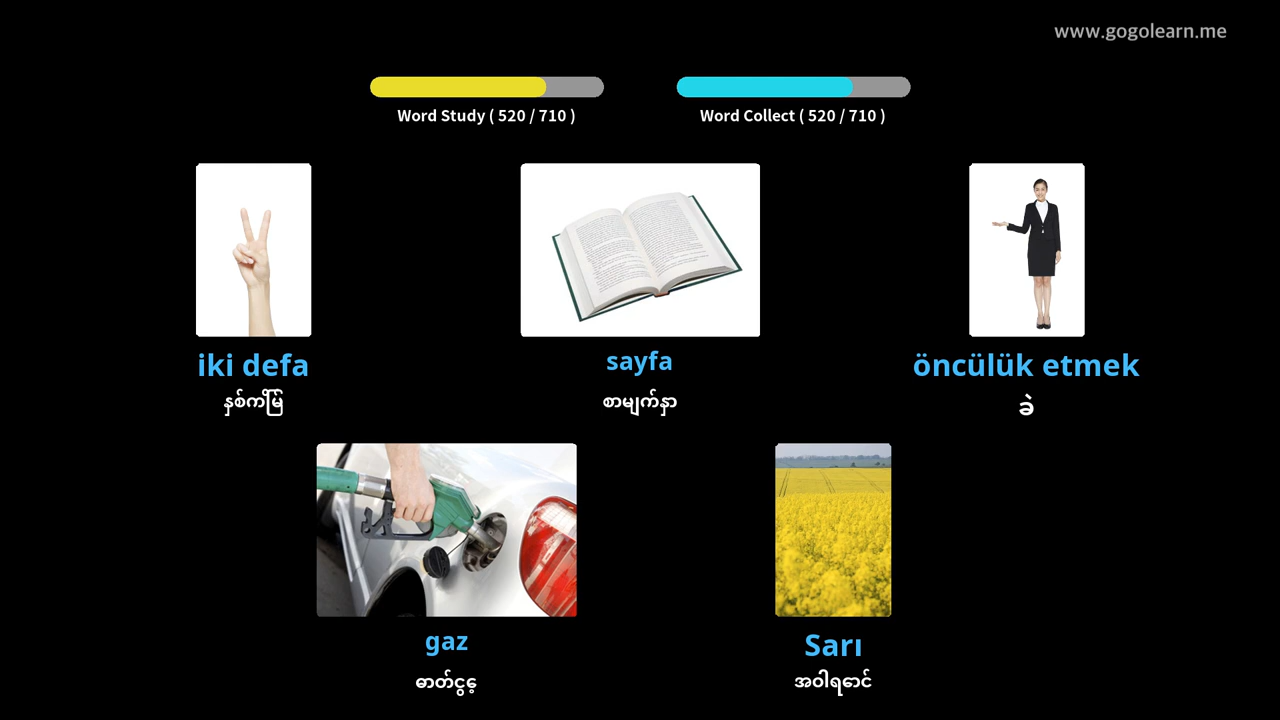 www.gogolearn.me
Word Study ( 520 / 710 )
Word Collect ( 520 / 710 )
iki defa
နှစ်ကြိမ်မြ
sayfa
စာမျက်နှာ
öncülük etmek
ခဲ
gaz
ဓာတ်ငွေ့
Sarı
အဝါရောင်